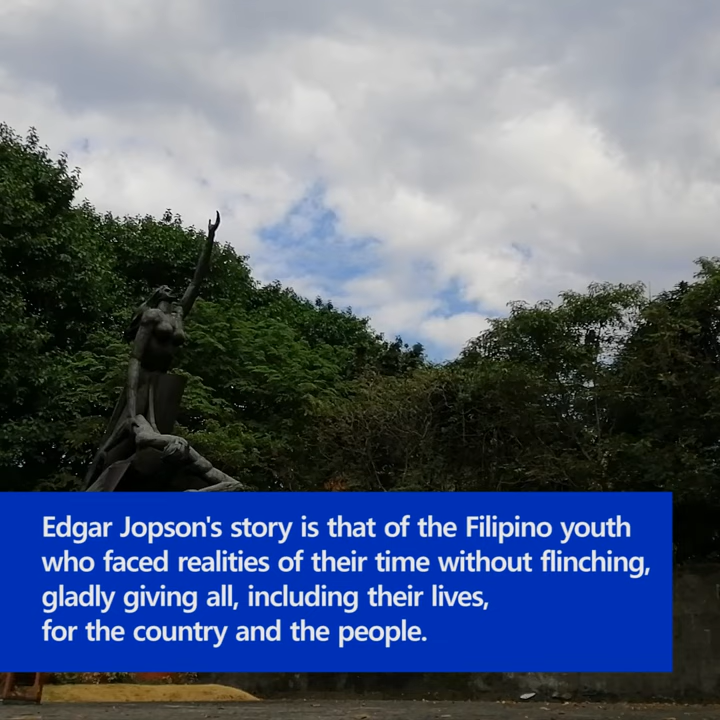 Edgar Jopson's story is that of the Filipino youth
who faced realities of their time without flinching,
gladly giving all, including their lives,
for the country and the people.